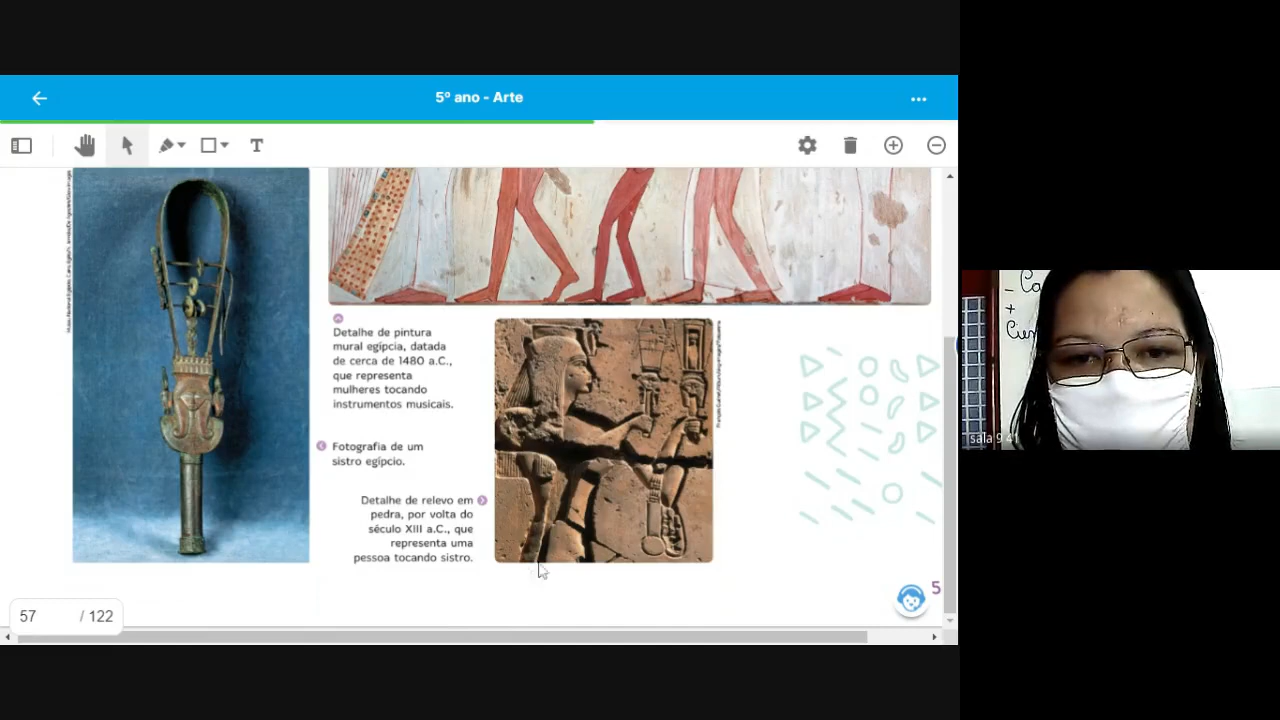 5º ano - Arte
T
Detalhe de pintura
mural egípcia, datada
de cerca de 1480 a.C.,
que representa
mulheres tocando
instrumentos musicais.
Fotografia de um
sistro egípcio.
Detalhe de relevo em
pedra, por volta do
século XIII a.C., que
representa uma
pessoa tocando sistro.
5
57 / 122
sala 9 41